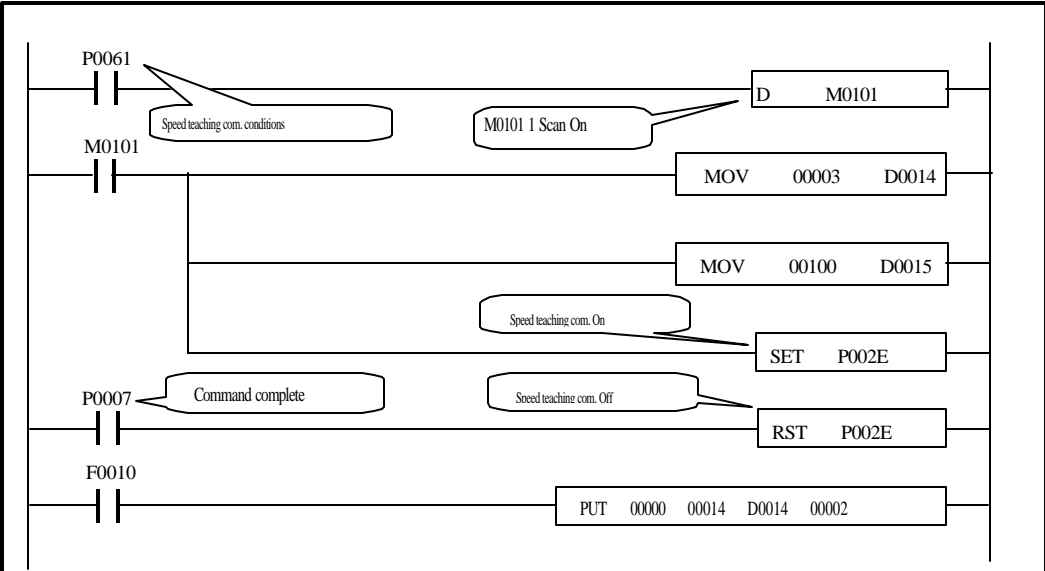 P0061
D M0101
Speed teaching com. conditions
M0101 1 Scan On
M0101
MOV 00003 D0014
MOV 00100 D0015
Speed teaching com. On
SET P002E
P0007
Command complete
Speed teaching com. Off
RST P002E
F0010
PUT 00000 00014 D0014 00002